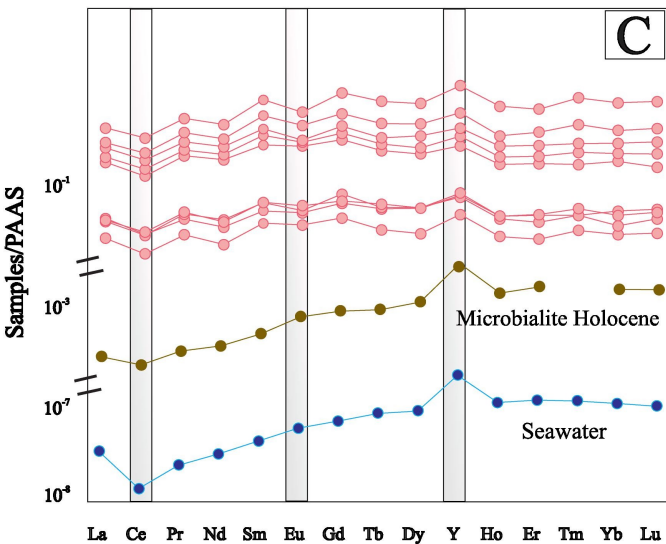 C
Samples/PAAS
10-1
10-3
10-7
10-8
Microbialite Holocene
Seawater
La Ce Pr Nd Sm Eu Gd Tb Dy Y Ho Er Tm Yb Lu